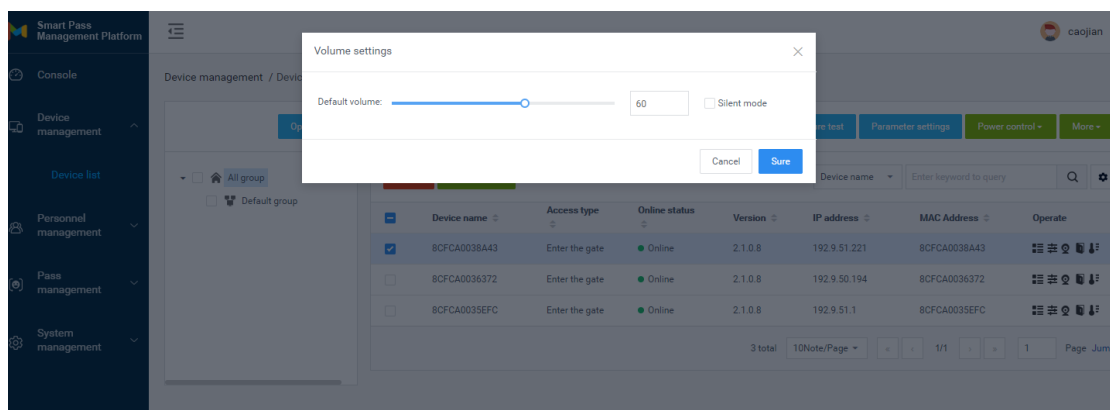 Smart Pass
Management Platform
caojian
Volume settings
Console
Device management / Devic
Default volume:
60
Silent mode
Device
management
Op
re test
Parameter settings
Power control
More
Cancel
Sure
Device list
All group
Device name
Enter keyword to query
Default group
Personnel
management
Device name
Access type
Online status
Version
IP address
MAC Address
Operate
8CFCA0038A43
Enter the gate
Online
2.1.0.8
192.9.51.221
8CFCA0038A43
Pass
management
8CFCA0036372
Enter the gate
Online
2.1.0.8
192.9.50.194
8CFCA0036372
8CFCA0035EFC
Enter the gate
Online
2.1.0.8
192.9.51.1
8CFCA0035EFC
System
management
3 total
10Note/Page
« ‹ 1/1 › »
1
Page Jum